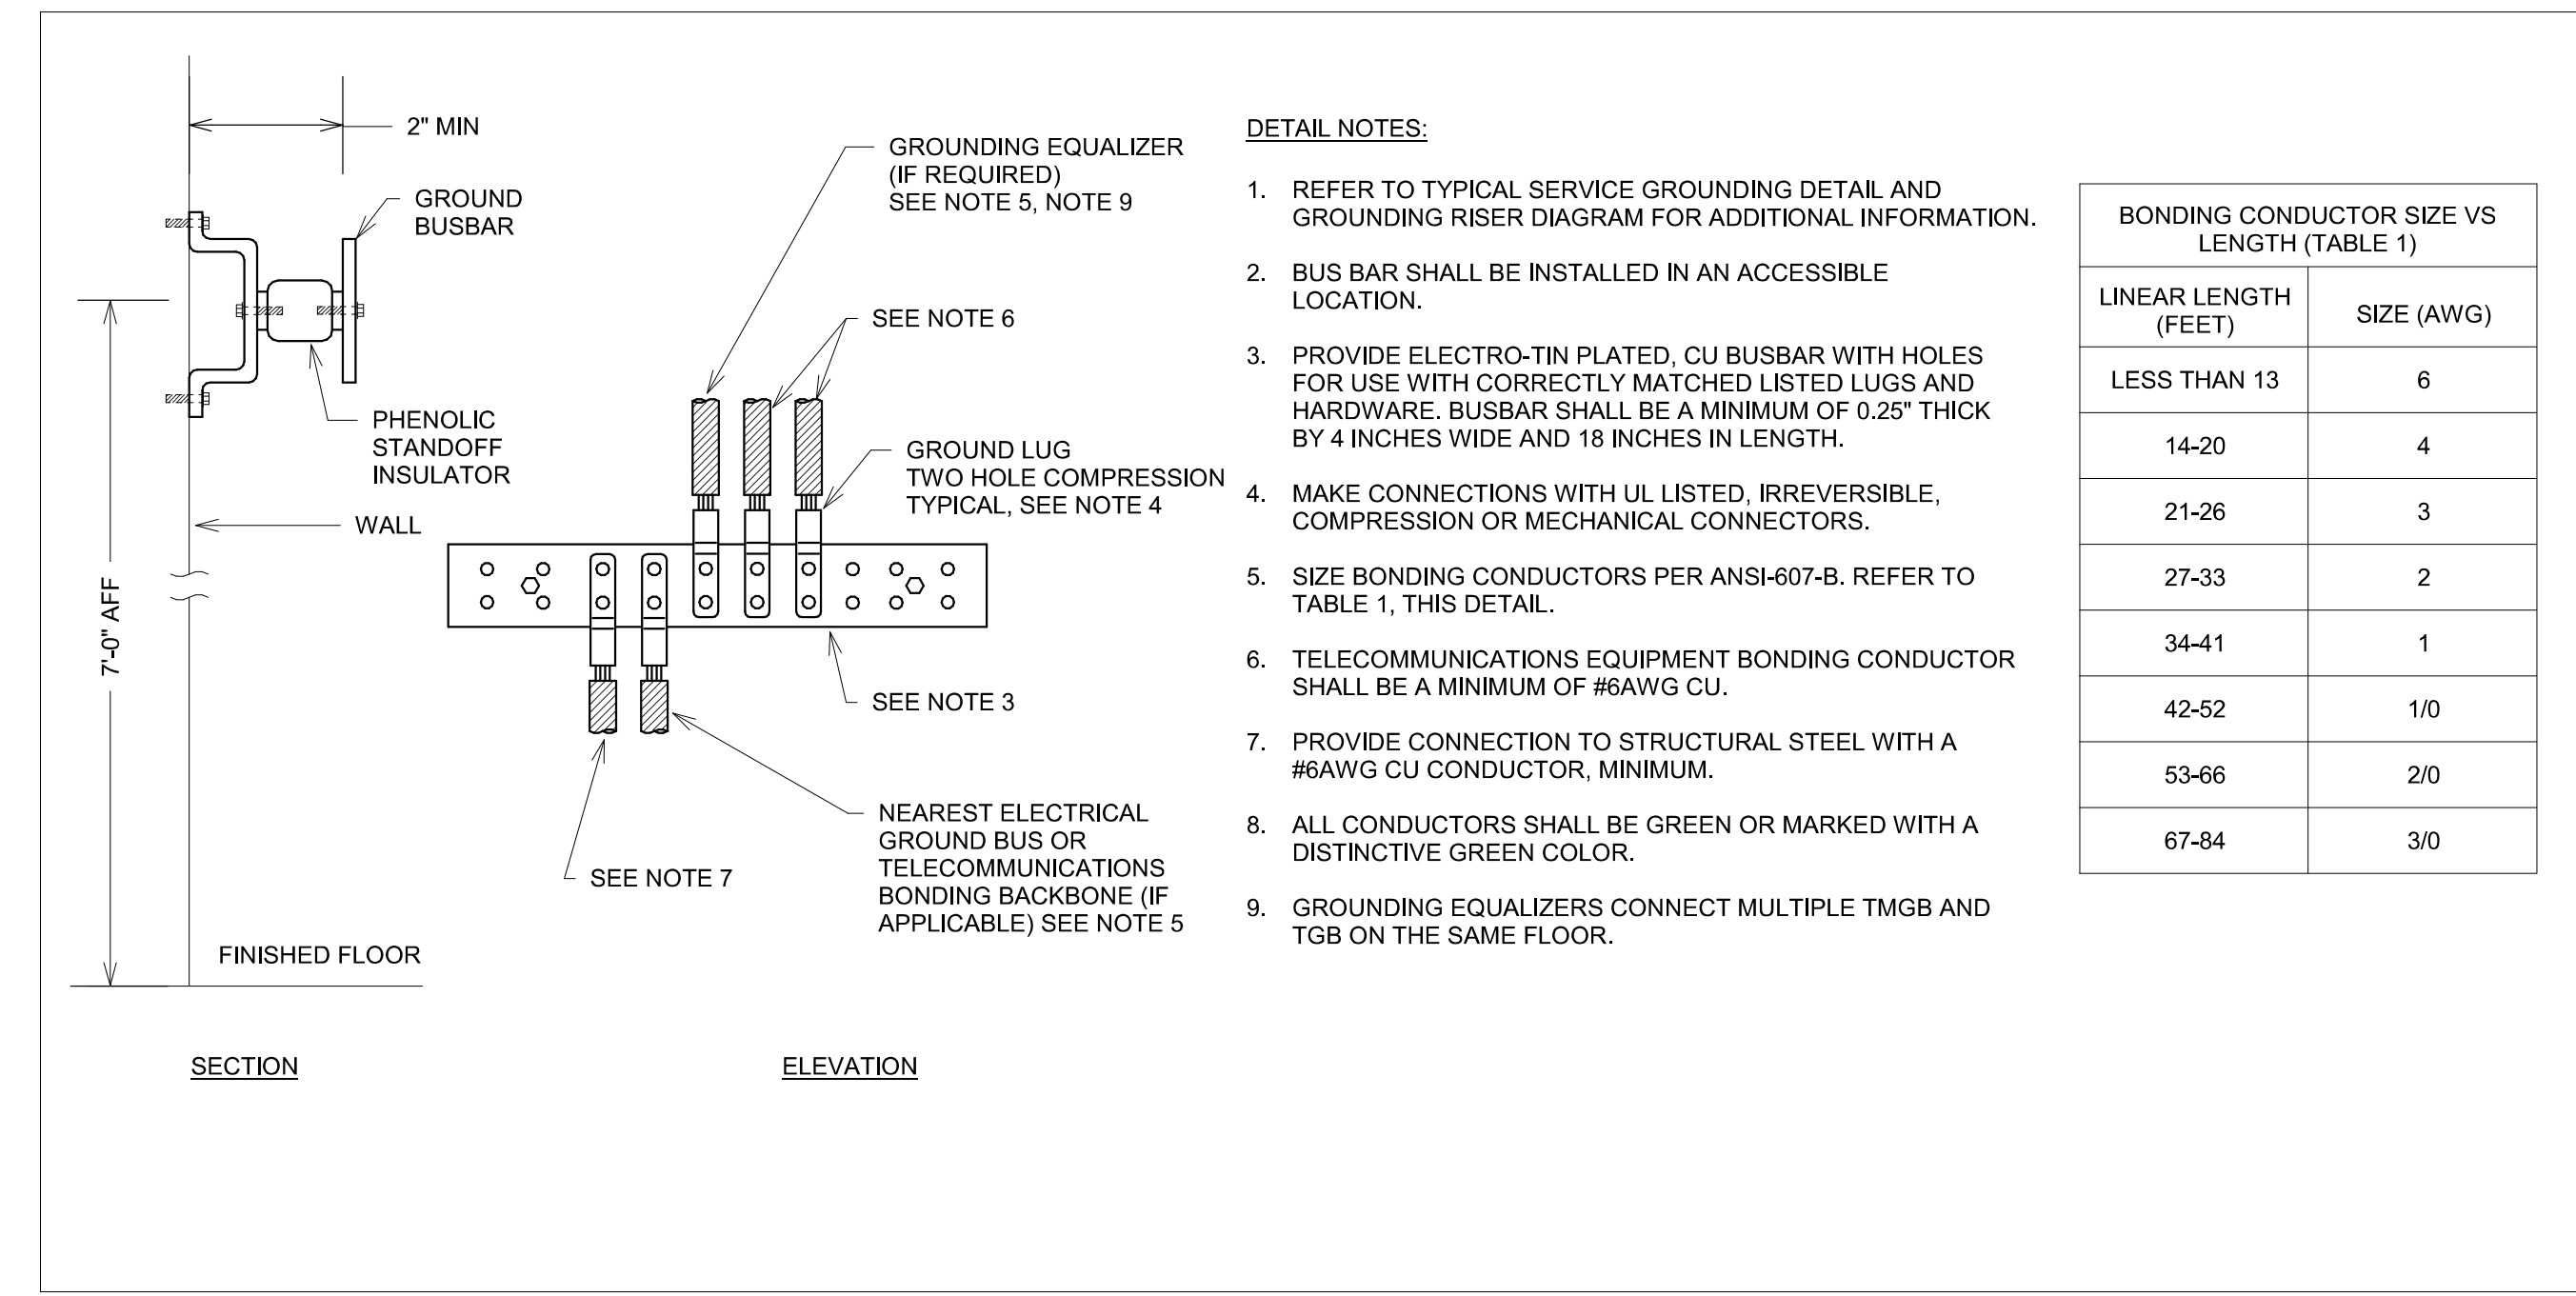 2" MIN
GROUND
BUSBAR
PHENOLIC
STANDOFF
INSULATOR
WALL
7'-0" AFF
FINISHED FLOOR
SECTION
GROUNDING EQUALIZER
(IF REQUIRED)
SEE NOTE 5, NOTE 9
SEE NOTE 6
GROUND LUG
TWO HOLE COMPRESSION
TYPICAL, SEE NOTE 4
SEE NOTE 3
NEAREST ELECTRICAL
GROUND BUS OR
TELECOMMUNICATIONS
BONDING BACKBONE (IF
APPLICABLE) SEE NOTE 5
SEE NOTE 7
ELEVATION
DETAIL NOTES:
1. REFER TO TYPICAL SERVICE GROUNDING DETAIL AND
GROUNDING RISER DIAGRAM FOR ADDITIONAL INFORMATION.
2. BUS BAR SHALL BE INSTALLED IN AN ACCESSIBLE
LOCATION.
3. PROVIDE ELECTRO-TIN PLATED, CU BUSBAR WITH HOLES
FOR USE WITH CORRECTLY MATCHED LISTED LUGS AND
HARDWARE. BUSBAR SHALL BE A MINIMUM OF 0.25" THICK
BY 4 INCHES WIDE AND 18 INCHES IN LENGTH.
4. MAKE CONNECTIONS WITH UL LISTED, IRREVERSIBLE,
COMPRESSION OR MECHANICAL CONNECTORS.
5. SIZE BONDING CONDUCTORS PER ANSI-607-B. REFER TO
TABLE 1, THIS DETAIL.
6. TELECOMMUNICATIONS EQUIPMENT BONDING CONDUCTOR
SHALL BE A MINIMUM OF #6AWG CU.
7. PROVIDE CONNECTION TO STRUCTURAL STEEL WITH A
#6AWG CU CONDUCTOR, MINIMUM.
8. ALL CONDUCTORS SHALL BE GREEN OR MARKED WITH A
DISTINCTIVE GREEN COLOR.
9. GROUNDING EQUALIZERS CONNECT MULTIPLE TMGB AND
TGB ON THE SAME FLOOR.
BONDING CONDUCTOR SIZE VS
LENGTH (TABLE 1)
LINEAR LENGTH
(FEET)
SIZE (AWG)
LESS THAN 13 6
14-20 4
21-26 3
27-33 2
34-41 1
42-52 1/0
53-66 2/0
67-84 3/0